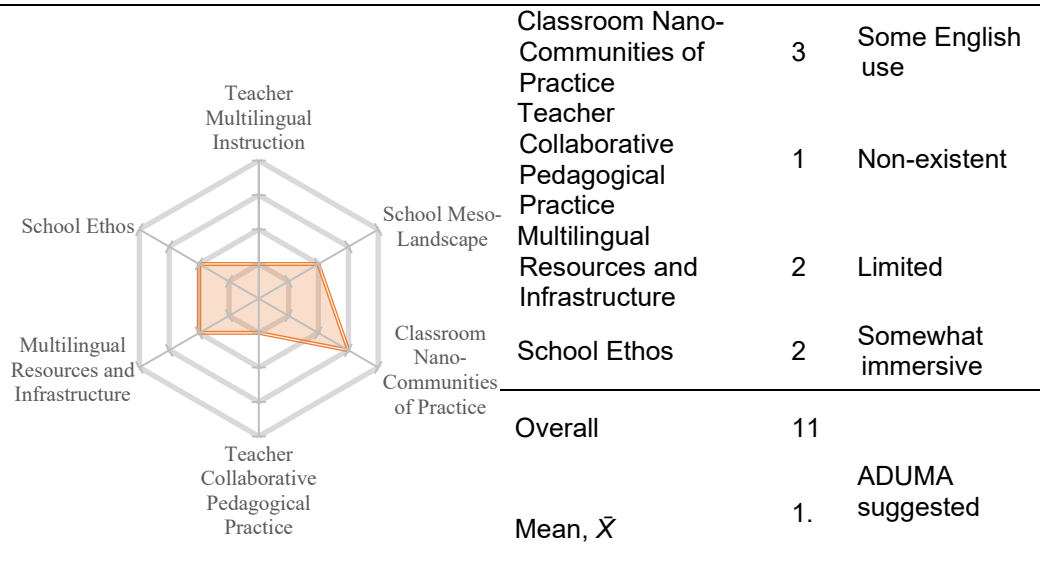 Teacher
Multilingual
Instruction
School Meso-
Landscape
Classroom
Nano-
Communities
of Practice
Teacher
Collaborative
Pedagogical
Practice
Multilingual
Resources and
Infrastructure
School Ethos
Classroom Nano-
Communities of
Practice
3
Some English
use
Teacher
Collaborative
Pedagogical
Practice
1
Non-existent
Multilingual
Resources and
Infrastructure
2
Limited
School Ethos
2
Somewhat
immersive
Overall
11
Mean, X̄
1.
ADUMA
suggested